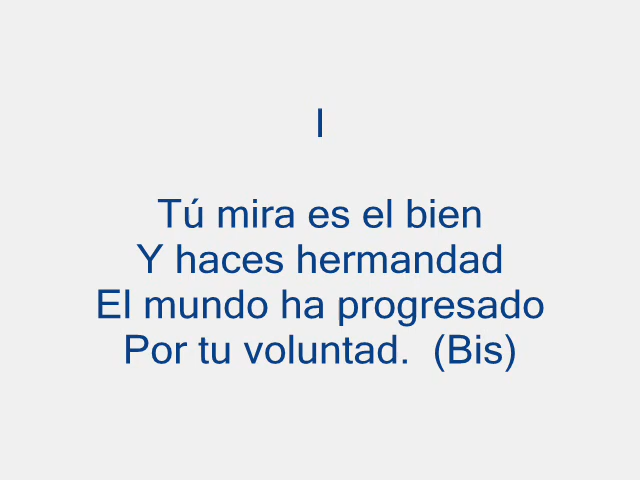 I
Tú mira es el bien
Y haces hermandad
El mundo ha progresado
Por tu voluntad.  (Bis)